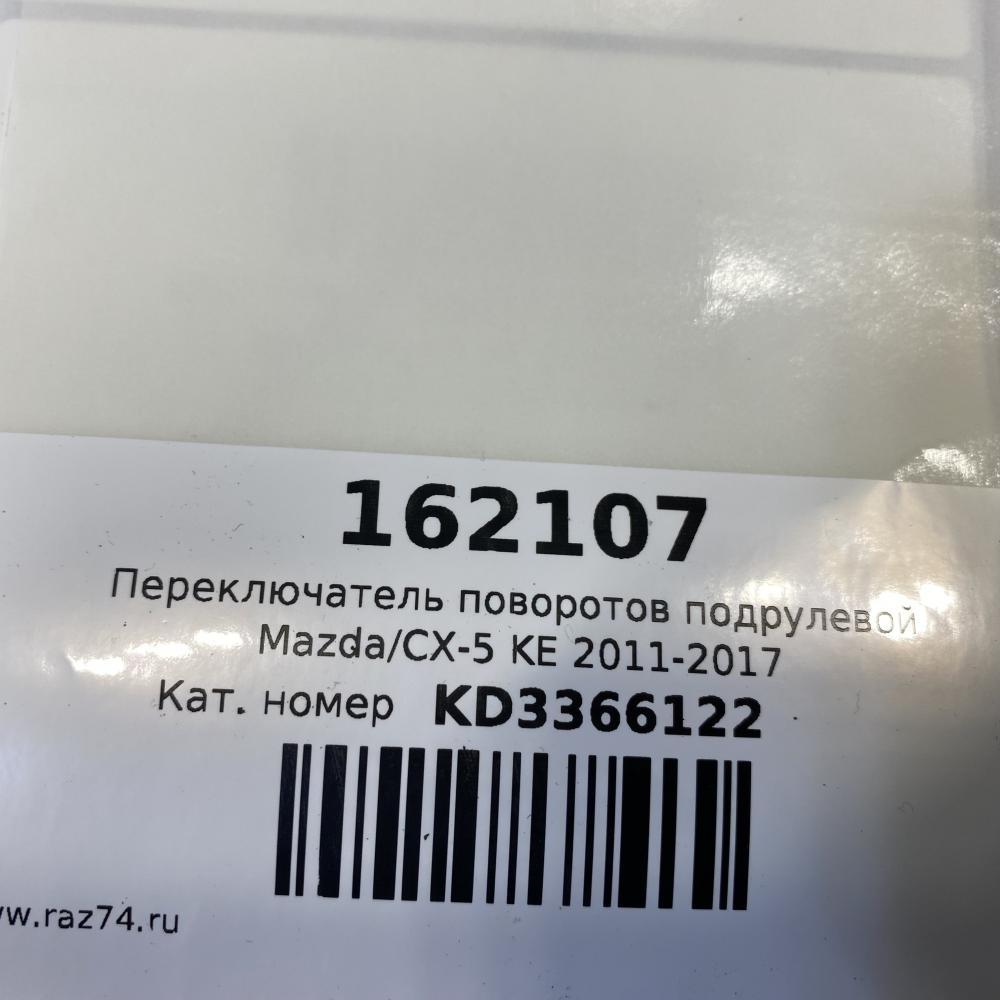 162107
Переключатель поворотов подрулевой
Mazda/CX-5 KE 2011-2017
Кат. номер KD3366122
w.raz74.ru